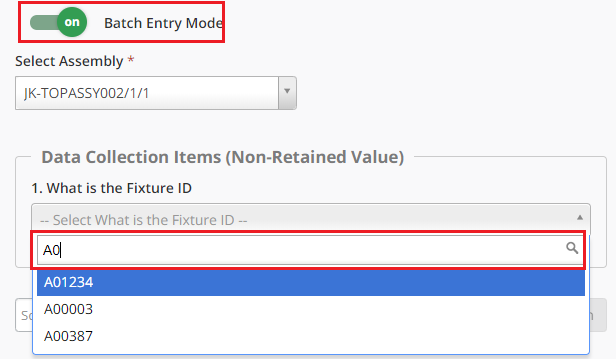 on Batch Entry Mode
Select Assembly *
JK-TOPASSY002/1/1
Data Collection Items (Non-Retained Value)
1. What is the Fixture ID
-- Select What is the Fixture ID --
A0
A01234
A00003
A00387